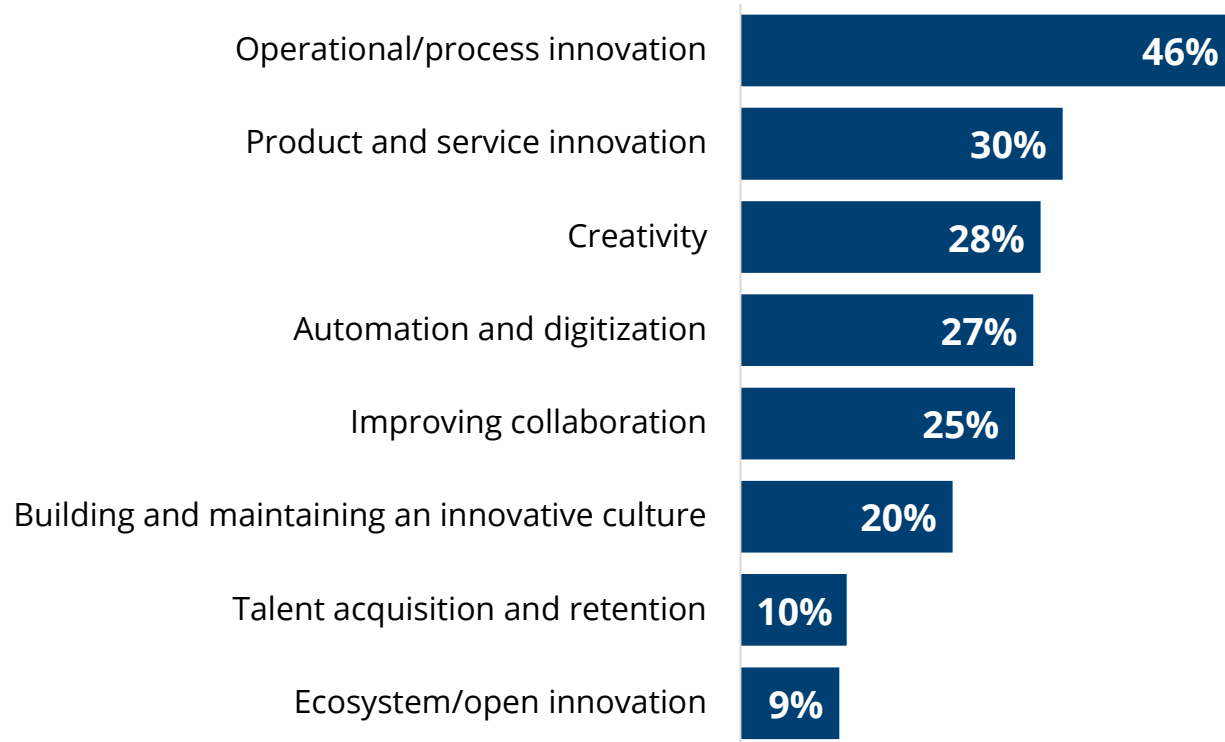 Operational/process innovation 46%
Product and service innovation 30%
Creativity 28%
Automation and digitization 27%
Improving collaboration 25%
Building and maintaining an innovative culture 20%
Talent acquisition and retention 10%
Ecosystem/open innovation 9%